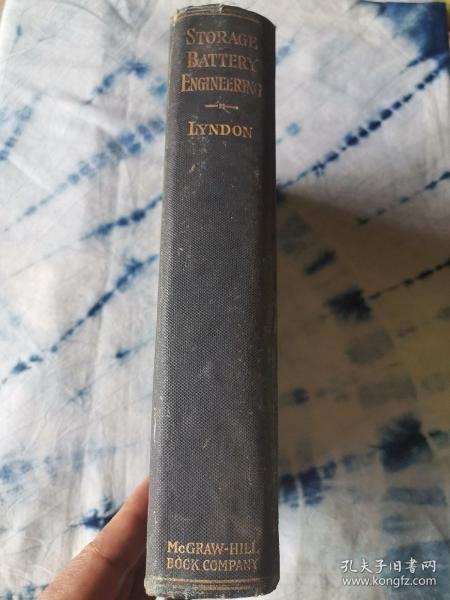 STORAGE
BATTERY
ENGINEERING
LYNDON
MCGRAW-HILL
BOOK COMPANY
孔夫子旧书网
www.kongfz.com